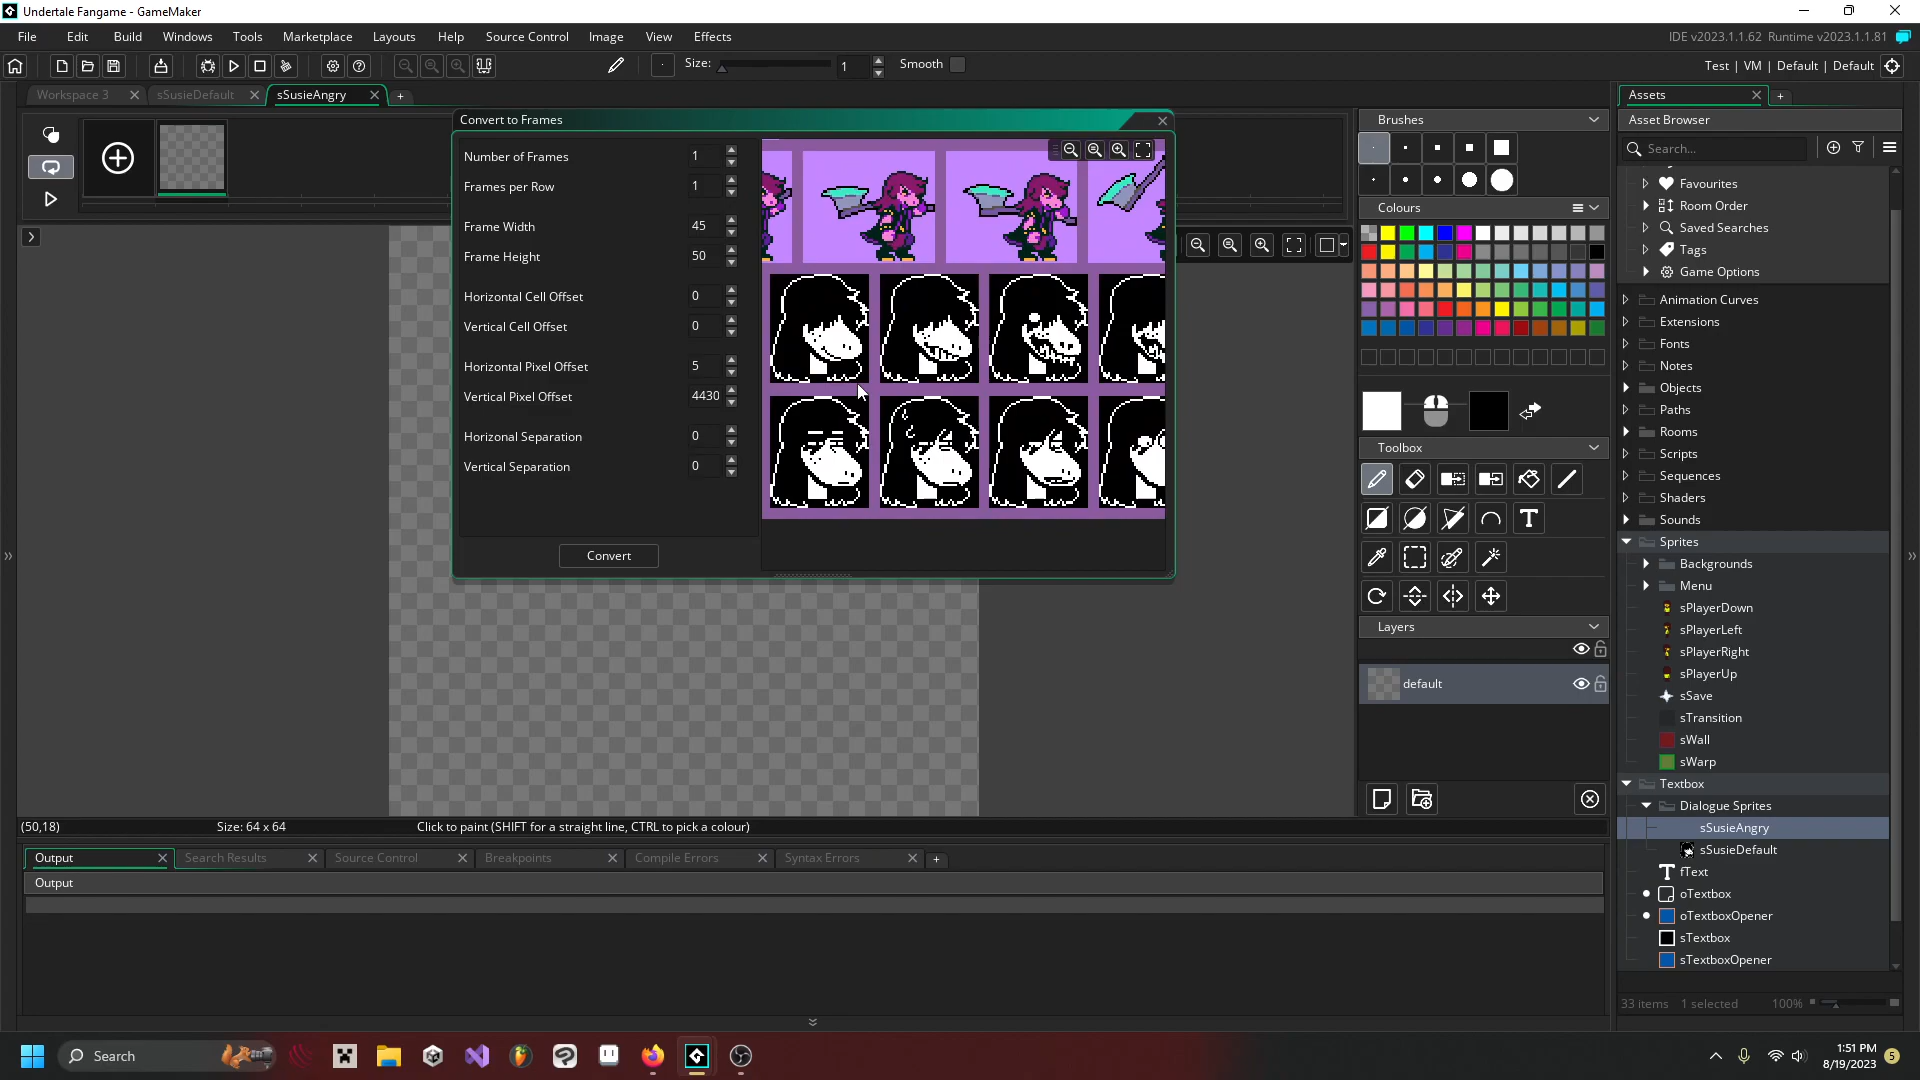 Undertale Fangame - GameMaker
File Edit Build Windows Tools Marketplace Layouts Help Source Control Image View Effects
IDE v2023.1.1.62 Runtime v2023.1.1.81
Size: 1 Smooth
Test | VM | Default | Default
Workspace 3 sSusieDefault sSusieAngry
Convert to Frames
Number of Frames 1
Frames per Row 1
Frame Width 45
Frame Height 50
Horizontal Cell Offset 0
Vertical Cell Offset 0
Horizontal Pixel Offset 5
Vertical Pixel Offset 4430
Horizonal Separation 0
Vertical Separation 0
Convert
(50,18) Size: 64 x 64 Click to paint (SHIFT for a straight line, CTRL to pick a colour)
Brushes
Colours
Toolbox
T
Layers
default
Assets
Asset Browser
Search...
Favourites
Room Order
Saved Searches
Tags
Game Options
Animation Curves
Extensions
Fonts
Notes
Objects
Paths
Rooms
Scripts
Sequences
Shaders
Sounds
Sprites
Backgrounds
Menu
sPlayerDown
sPlayerLeft
sPlayerRight
sPlayerUp
sSave
sTransition
sWall
sWarp
Textbox
Dialogue Sprites
sSusieAngry
sSusieDefault
T fText
oTextbox
oTextboxOpener
sTextbox
sTextboxOpener
33 items 1 selected 100%
Output Search Results Source Control Breakpoints Compile Errors Syntax Errors
Output
Search
1:51 PM
8/19/2023
5